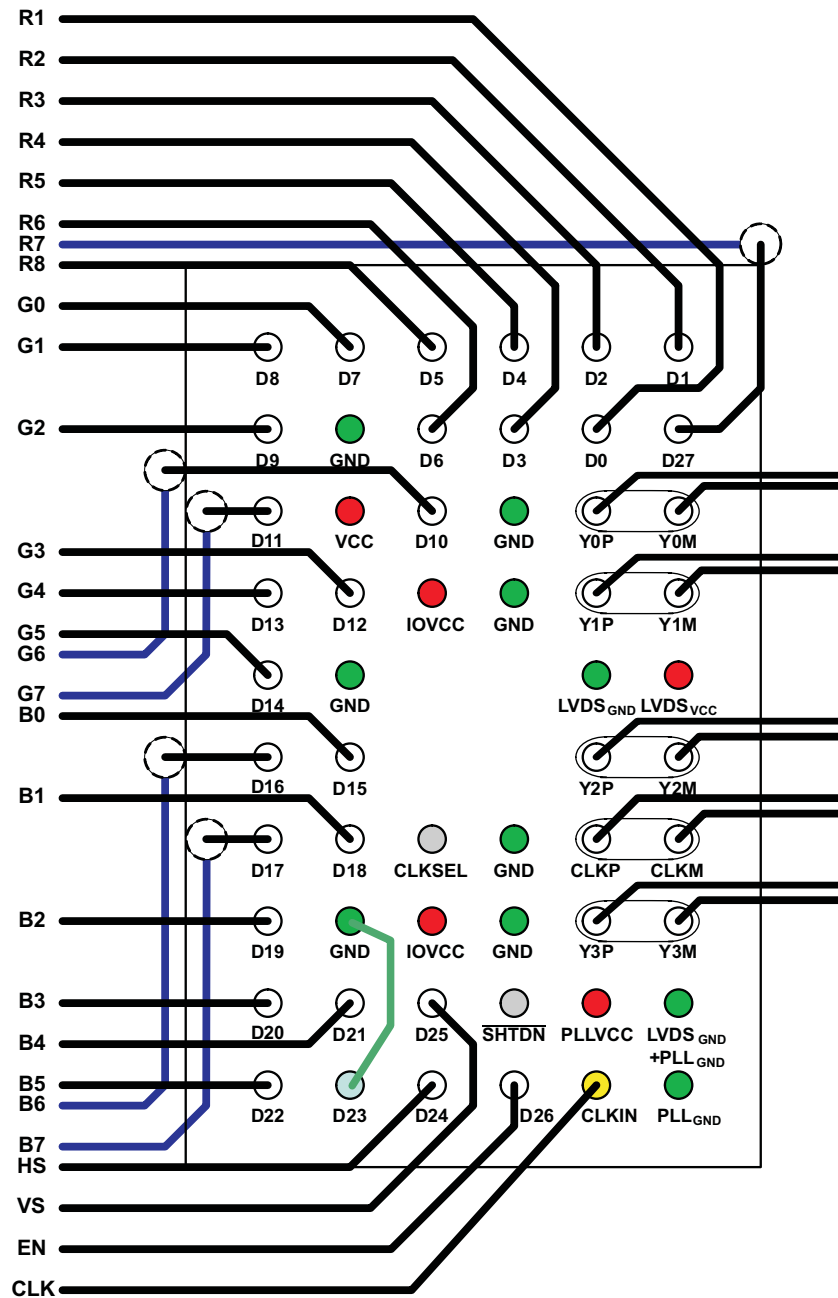 R1
R2
R3
R4
R5
R6
R7
R8
G0
G1
D8 D7 D5 D4 D2 D1
G2
D9 GND D6 D3 D0 D27
D11 VCC D10 GND Y0P Y0M
G3
G4
D13 D12 IOVCC GND Y1P Y1M
G5
G6
G7
D14 GND LVDSGND LVDSVCC
B0
D16 D15 Y2P Y2M
B1
D17 D18 CLKSEL GND CLKP CLKM
B2
D19 GND IOVCC GND Y3P Y3M
B3
D20 D21 D25 SHTDN PLLVCC LVDSGND
+PLLGND
B4
B5
B6
D22 D23 D24 D26 CLKIN PLLGND
B7
HS
VS
EN
CLK